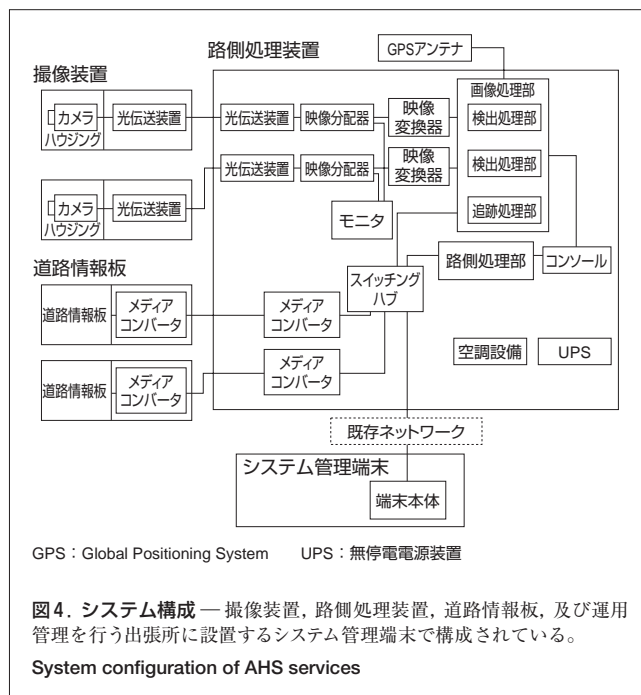 路側処理装置
GPSアンテナ
撮像装置
画像処理部
カメラ
ハウジング
光伝送装置
光伝送装置
映像分配器
映像
変換器
検出処理部
カメラ
ハウジング
光伝送装置
光伝送装置
映像分配器
映像
変換器
検出処理部
モニタ
追跡処理部
道路情報板
スイッチング
ハブ
路側処理部
コンソール
道路情報板
メディア
コンバータ
メディア
コンバータ
道路情報板
メディア
コンバータ
メディア
コンバータ
空調設備
UPS
既存ネットワーク
システム管理端末
端末本体
GPS：Global Positioning System UPS：無停電電源装置
図4．システム構成 — 撮像装置，路側処理装置，道路情報板，及び運用
管理を行う出張所に設置するシステム管理端末で構成されている。
System configuration of AHS services